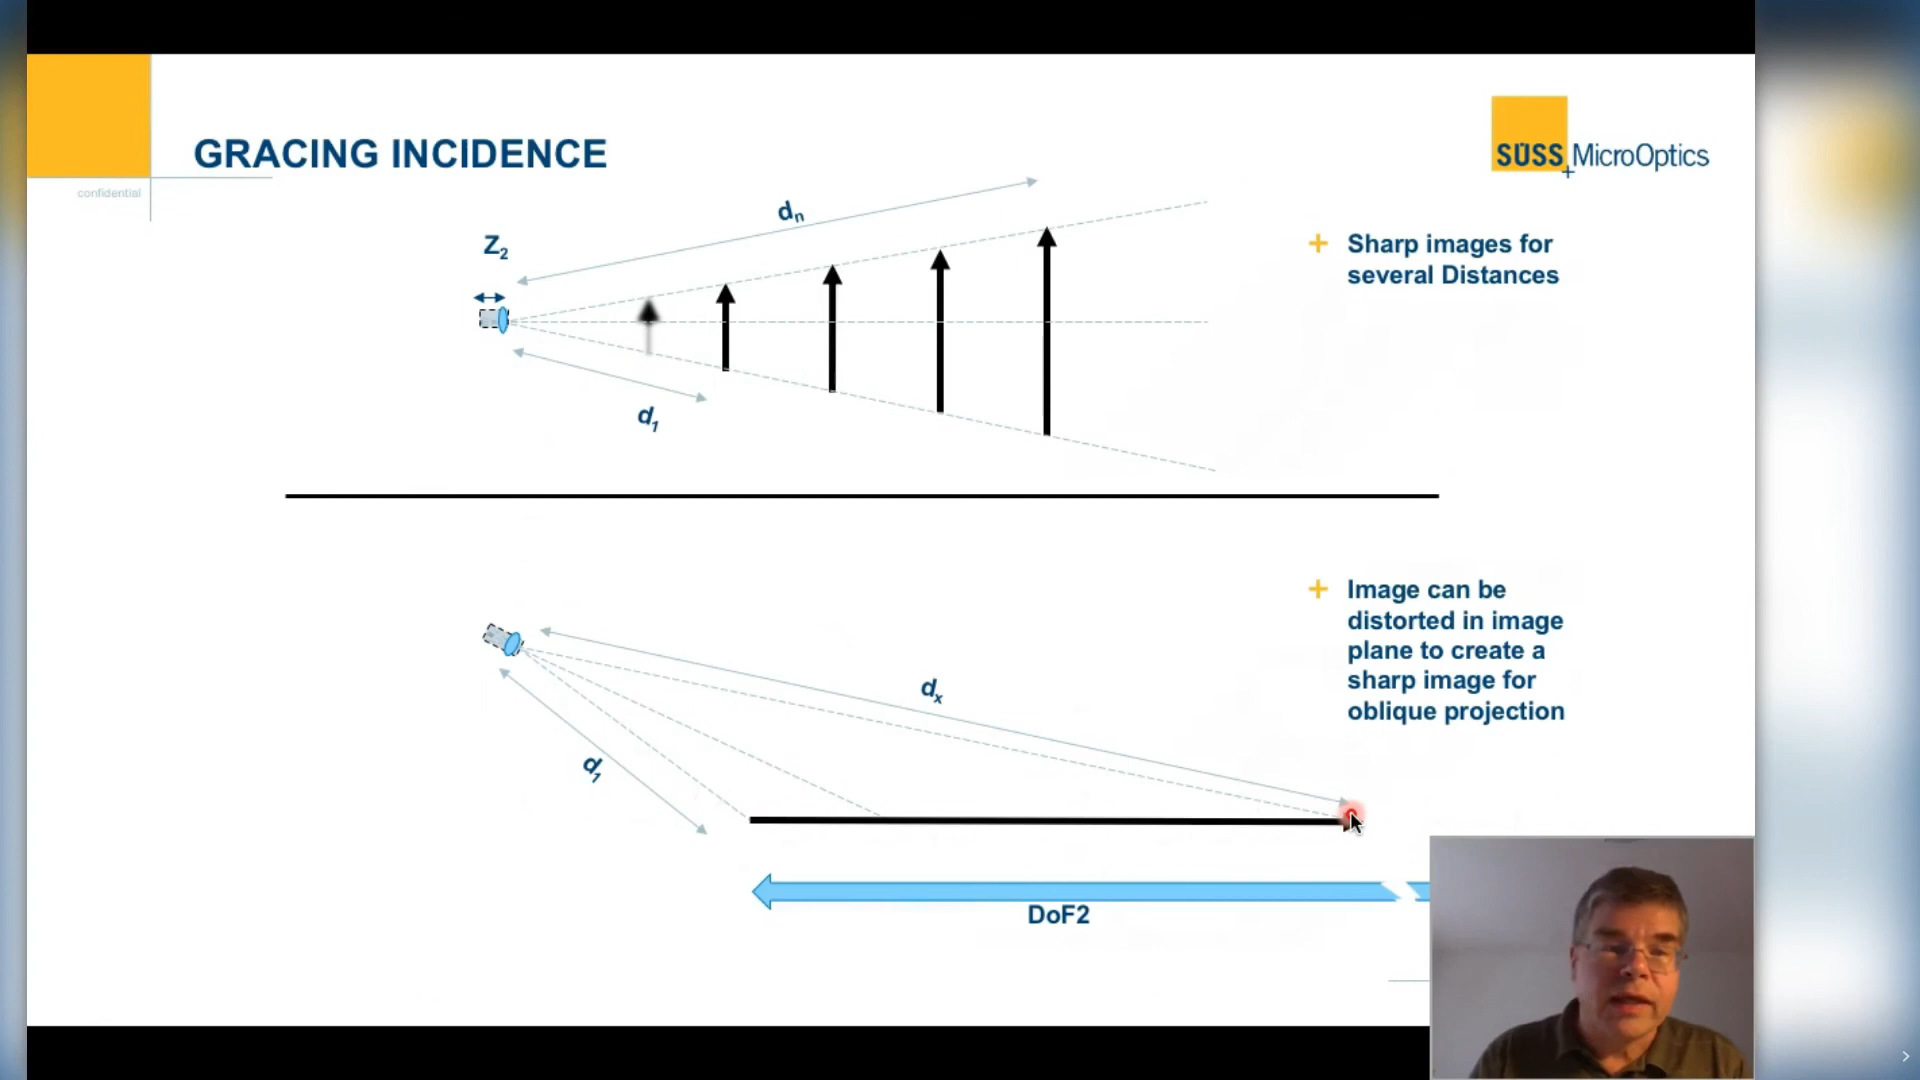 GRACING INCIDENCE
confidential
SUSS MicroOptics
dn
Z2
d1
Sharp images for
several Distances
Image can be
distorted in image
plane to create a
sharp image for
oblique projection
dx
d1
DoF2